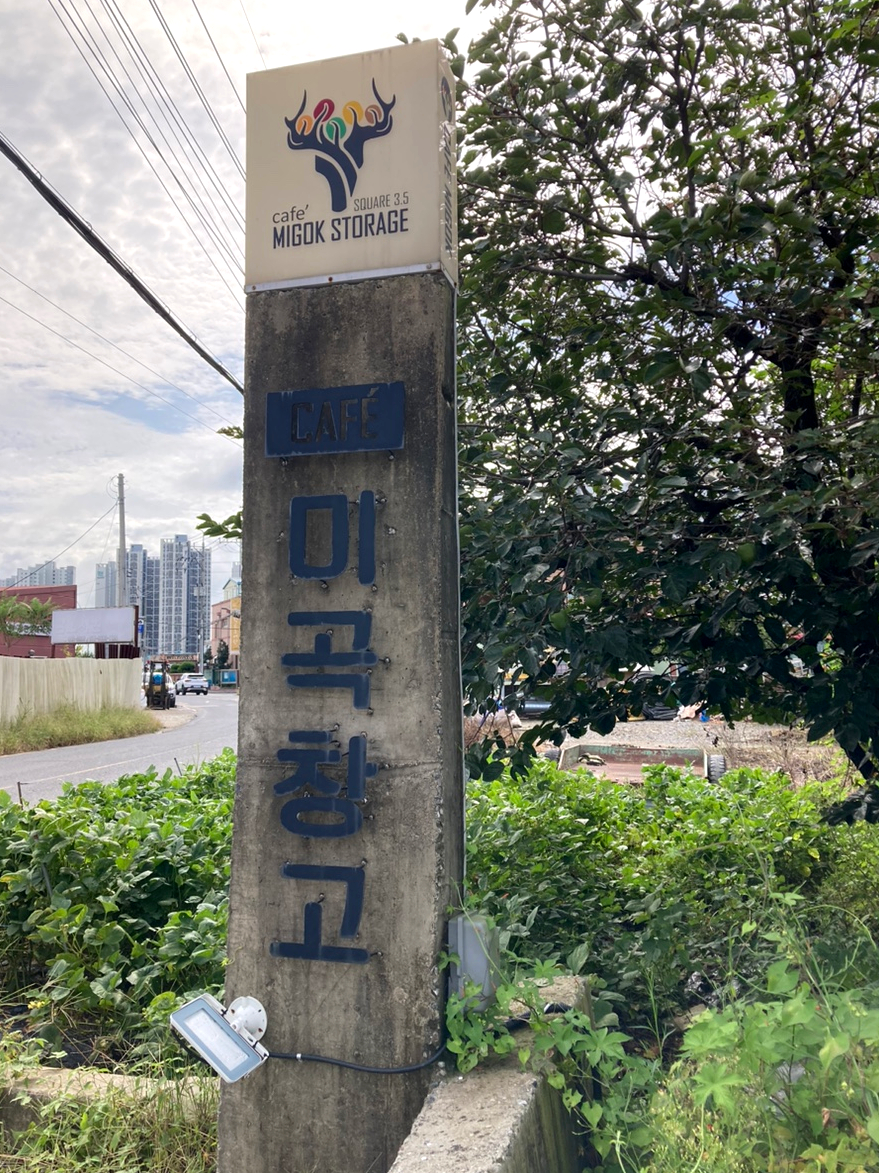 SQUARE 3.5
cafe'
MIGOK STORAGE
CAFÉ
미곡창고